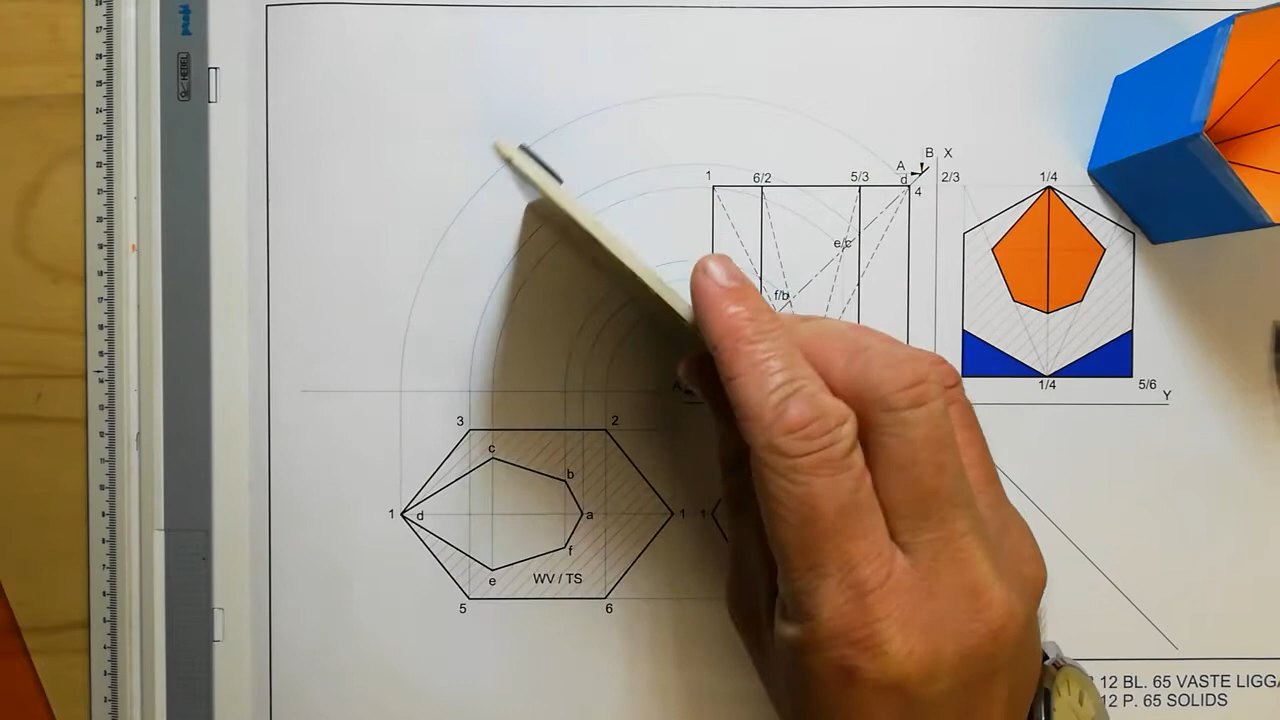 B X
A
1 6/2 5/3 d 2/3 1/4
4
e/c
f/b
1/4 5/6
Y
3 2
c
b
1 d a 1 1
f
e WV / TS
5 6
12 BL. 65 VASTE
12 P. 65 SOLIDS